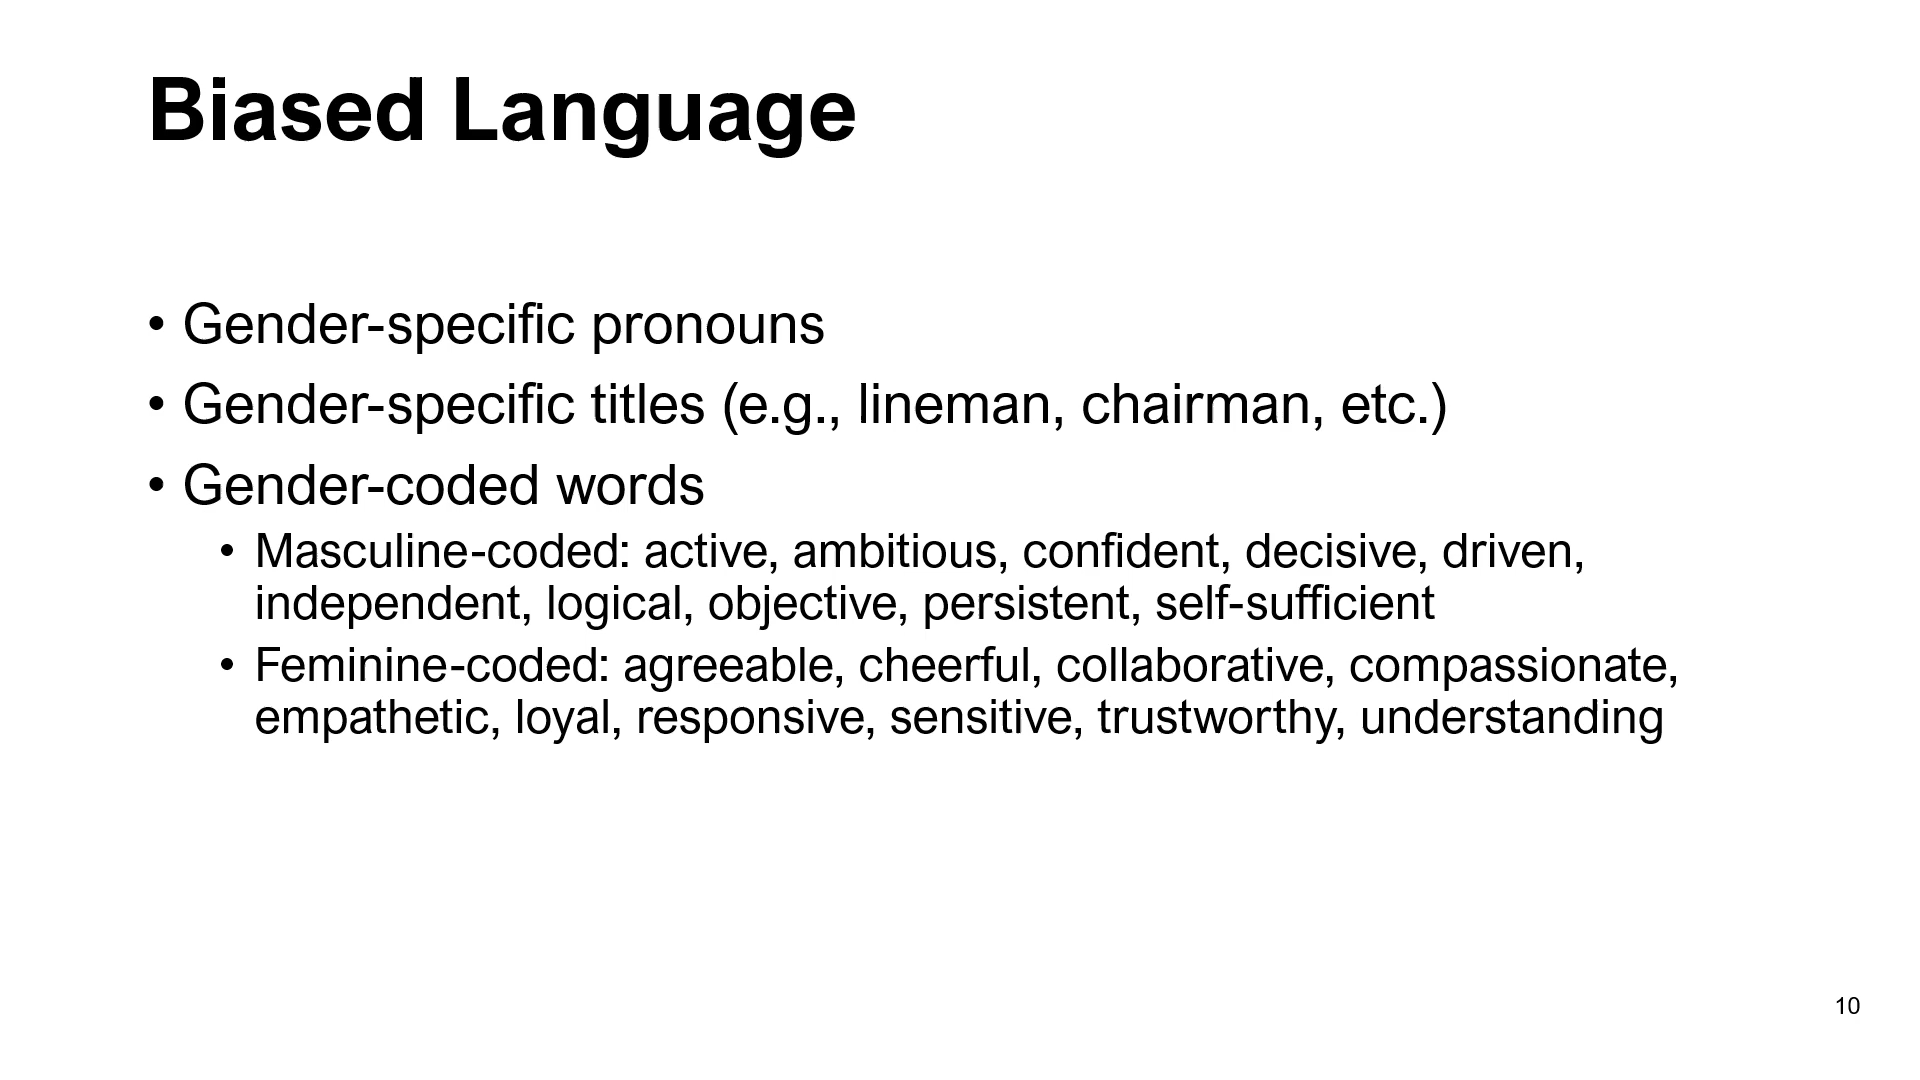 Biased Language
• Gender-specific pronouns
• Gender-specific titles (e.g., lineman, chairman, etc.)
• Gender-coded words
• Masculine-coded: active, ambitious, confident, decisive, driven,
independent, logical, objective, persistent, self-sufficient
• Feminine-coded: agreeable, cheerful, collaborative, compassionate,
empathetic, loyal, responsive, sensitive, trustworthy, understanding
10